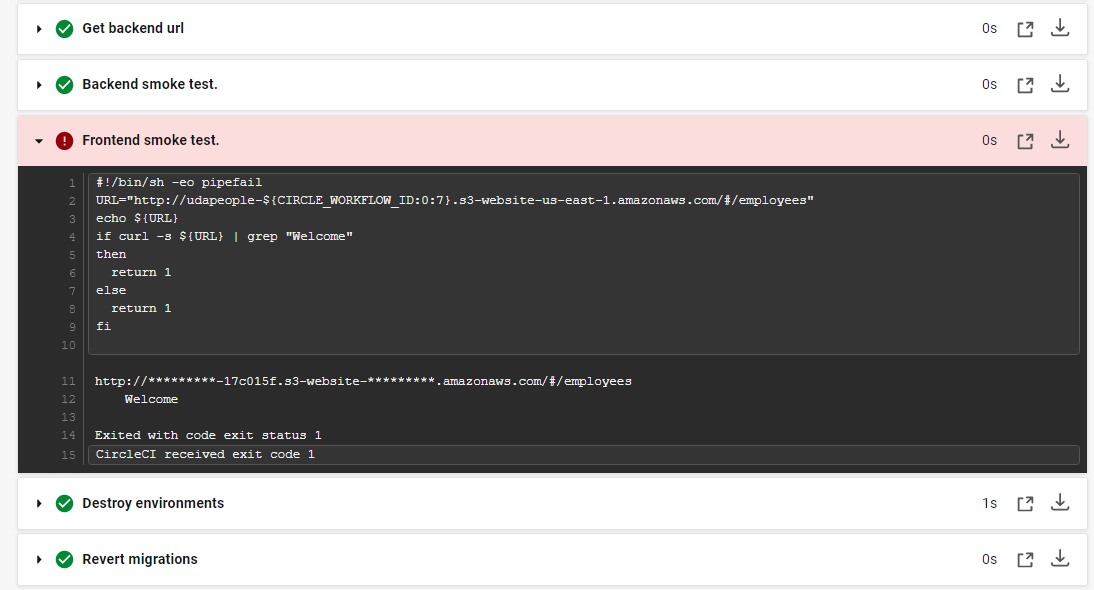 Get backend url 0s
Backend smoke test. 0s
Frontend smoke test. 0s
1 #!/bin/sh -eo pipefail
2 URL="http://udapeople-${CIRCLE_WORKFLOW_ID:0:7}.s3-website-us-east-1.amazonaws.com/#/employees"
3 echo ${URL}
4 if curl -s ${URL} | grep "Welcome"
5 then
6   return 1
7 else
8   return 1
9 fi
10
11 http://*********-17c015f.s3-website-*********.amazonaws.com/#/employees
12     Welcome
13
14 Exited with code exit status 1
15 CircleCI received exit code 1
Destroy environments 1s
Revert migrations 0s